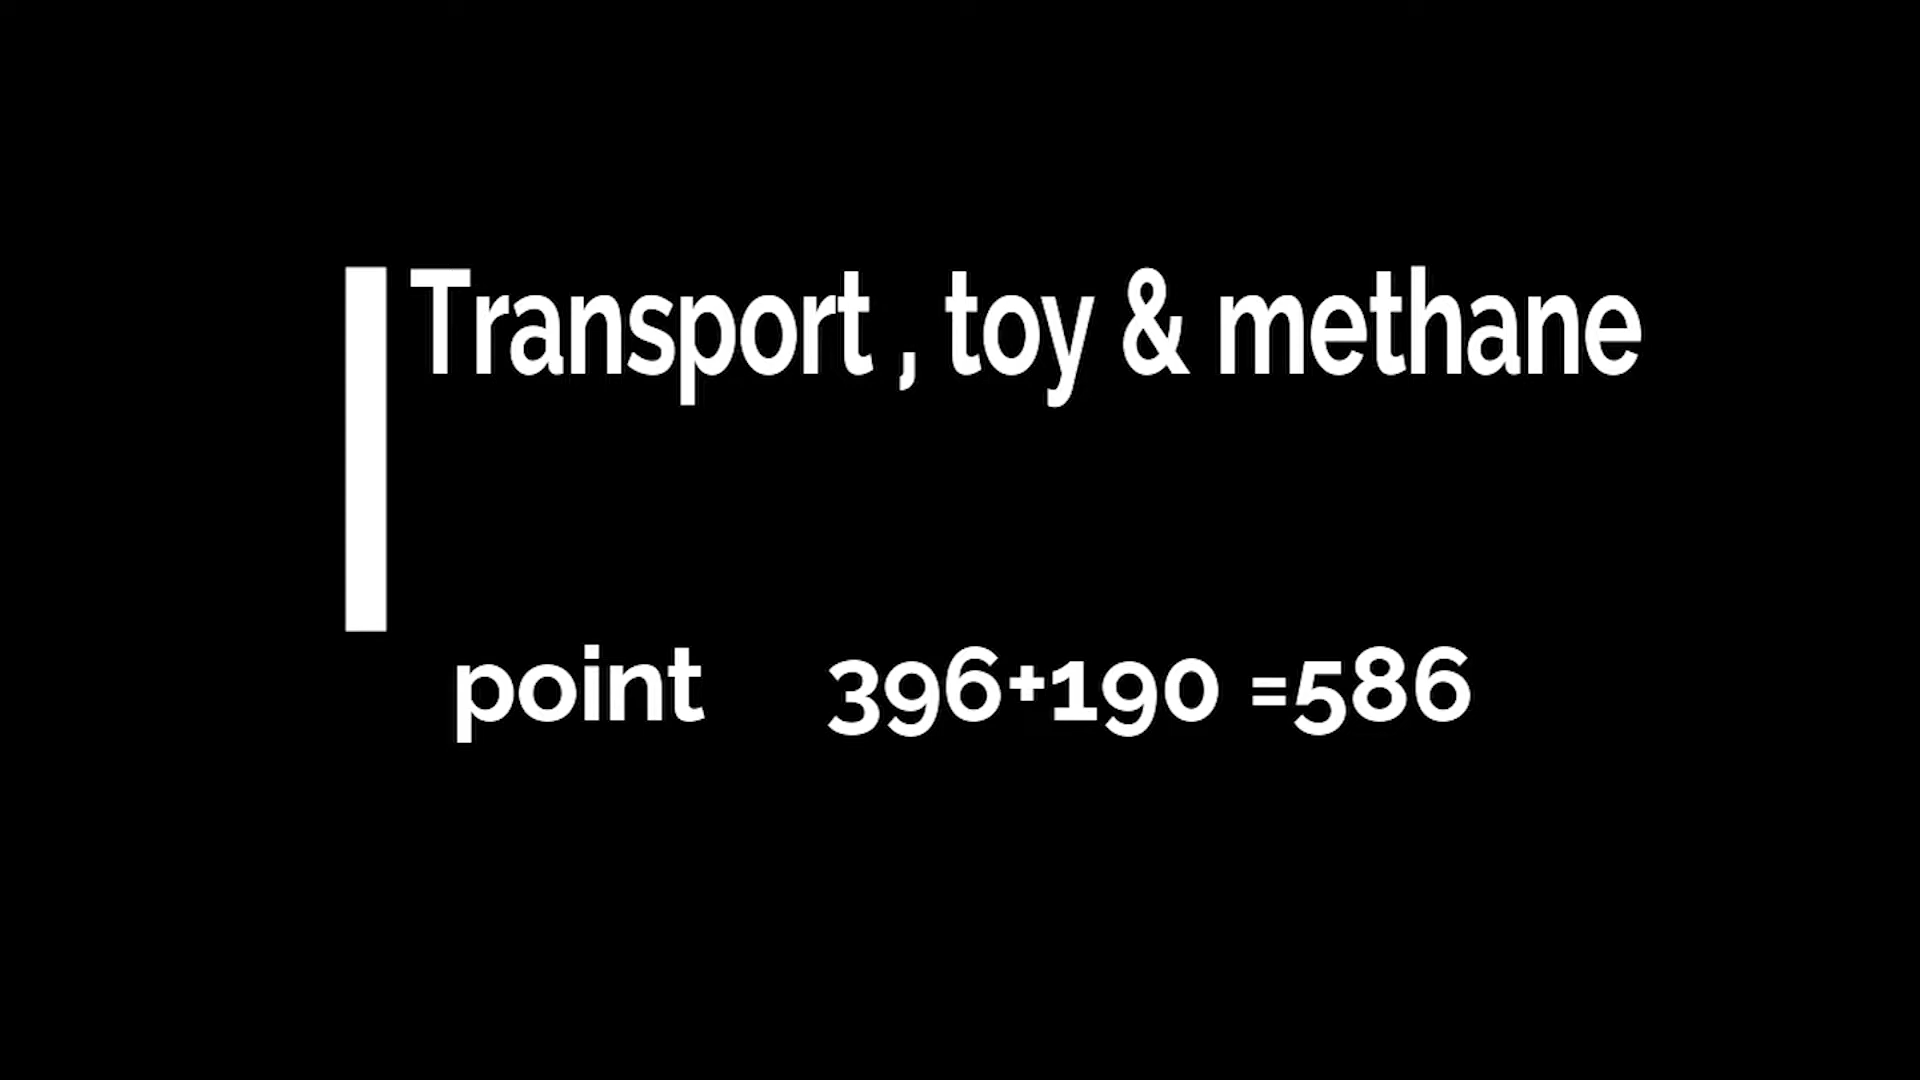 Transport , toy & methane
point 396+190 =586